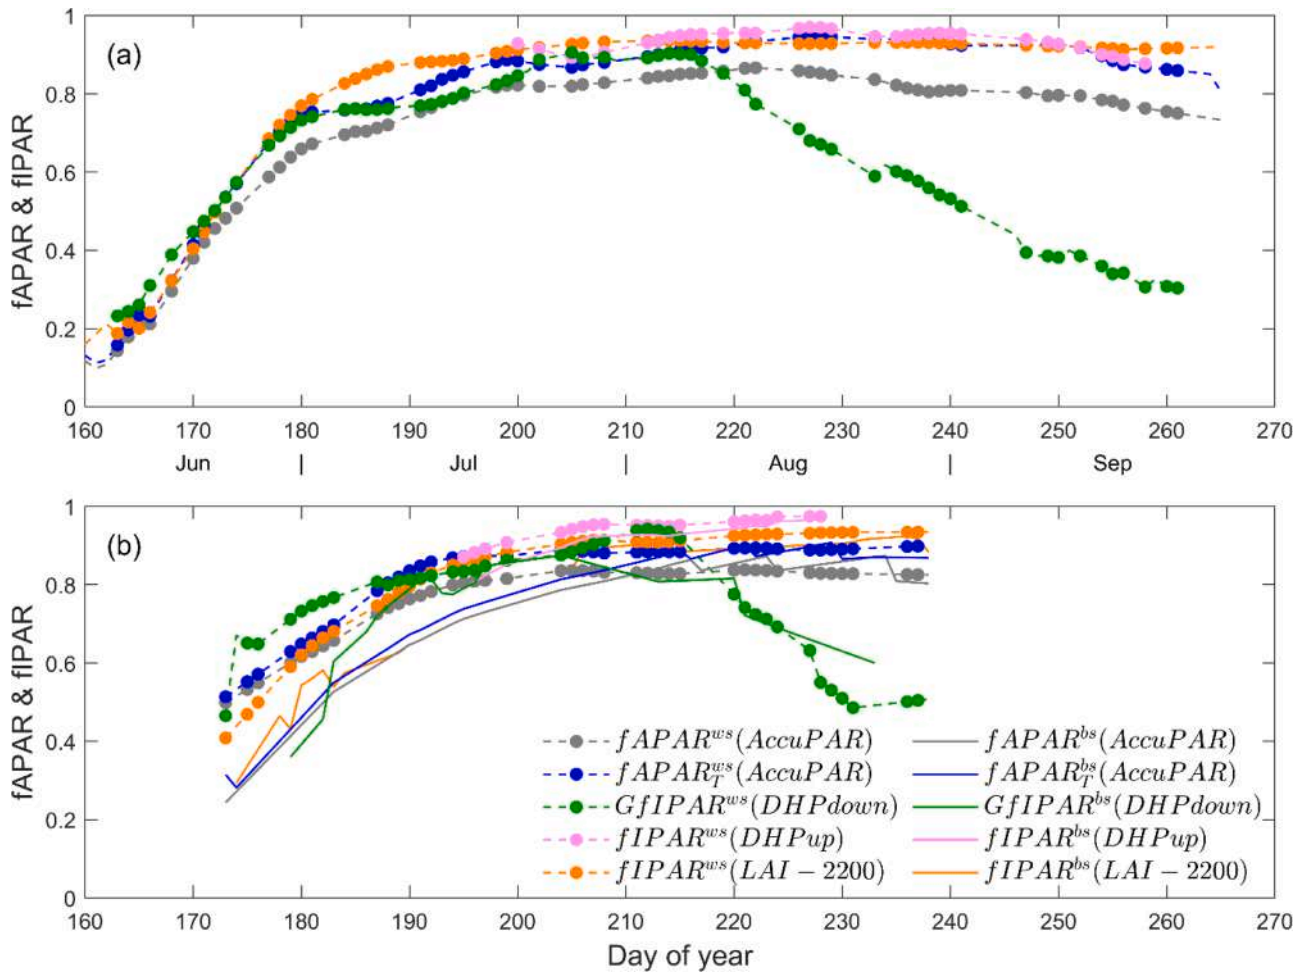 (a)
fAPAR & fIPAR
1
0.8
0.6
0.4
0.2
0
160 170 180 190 200 210 220 230 240 250 260 270
Jun | Jul | Aug | Sep
(b)
fAPAR & fIPAR
1
0.8
0.6
0.4
0.2
0
fAPAR^{ws}(AccuPAR) fAPAR^{bs}(AccuPAR)
fAPAR_T^{ws}(AccuPAR) fAPAR_T^{bs}(AccuPAR)
GfIPAR^{ws}(DHPdown) GfIPAR^{bs}(DHPdown)
fIPAR^{ws}(DHPup) fIPAR^{bs}(DHPup)
fIPAR^{ws}(LAI − 2200) fIPAR^{bs}(LAI − 2200)
160 170 180 190 200 210 220 230 240 250 260 270
Day of year